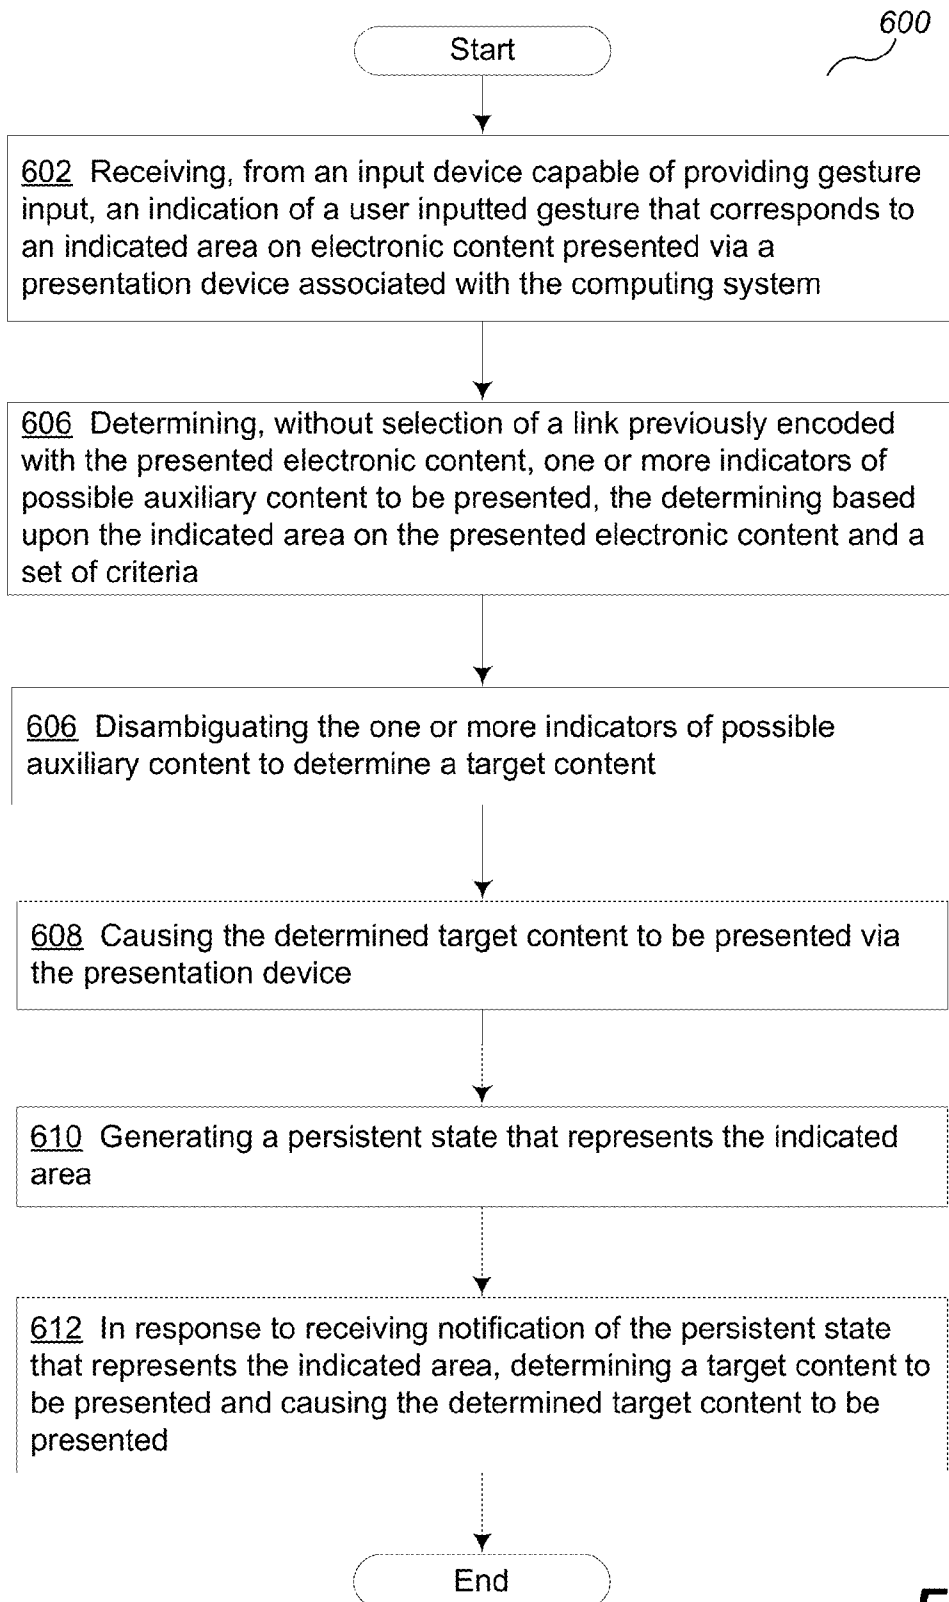 Start
600
602 Receiving, from an input device capable of providing gesture
input, an indication of a user inputted gesture that corresponds to
an indicated area on electronic content presented via a
presentation device associated with the computing system
606 Determining, without selection of a link previously encoded
with the presented electronic content, one or more indicators of
possible auxiliary content to be presented, the determining based
upon the indicated area on the presented electronic content and a
set of criteria
606 Disambiguating the one or more indicators of possible
auxiliary content to determine a target content
608 Causing the determined target content to be presented via
the presentation device
610 Generating a persistent state that represents the indicated
area
612 In response to receiving notification of the persistent state
that represents the indicated area, determining a target content to
be presented and causing the determined target content to be
presented
End